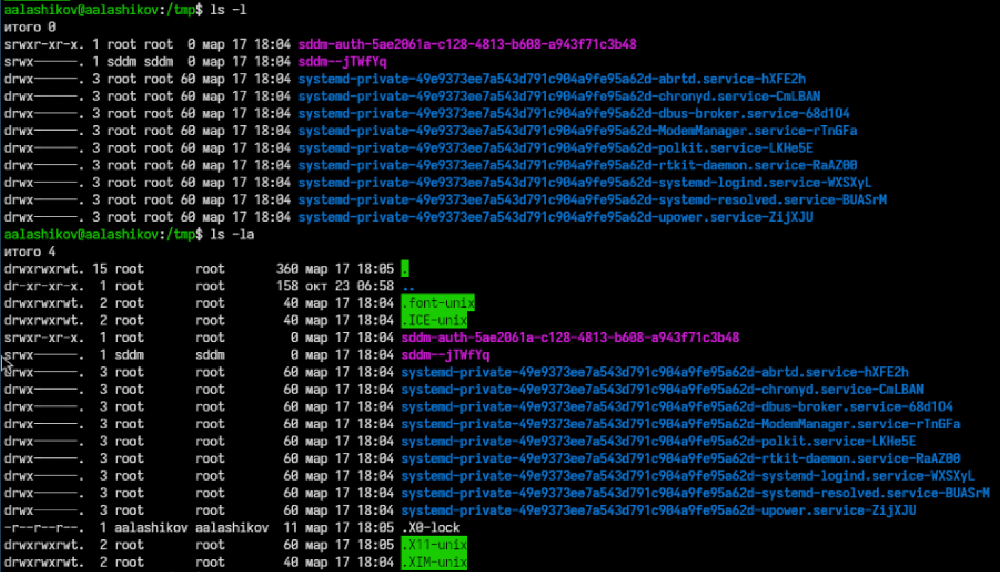 aalashikov@aalashikov:/tmp$ ls -l
итого 0
srwxr-xr-x. 1 root root  0 мар 17 18:04 sddm-auth-5ae2061a-c128-4813-b608-a943f71c3b48
srwx------. 1 sddm sddm  0 мар 17 18:04 sddm--jTWfYq
drwx------. 3 root root 60 мар 17 18:04 systemd-private-49e9373ee7a543d791c904a9fe95a62d-abrtd.service-hXFE2h
drwx------. 3 root root 60 мар 17 18:04 systemd-private-49e9373ee7a543d791c904a9fe95a62d-chronyd.service-CmLBAN
drwx------. 3 root root 60 мар 17 18:04 systemd-private-49e9373ee7a543d791c904a9fe95a62d-dbus-broker.service-68d1O4
drwx------. 3 root root 60 мар 17 18:04 systemd-private-49e9373ee7a543d791c904a9fe95a62d-ModemManager.service-rTnGFa
drwx------. 3 root root 60 мар 17 18:04 systemd-private-49e9373ee7a543d791c904a9fe95a62d-polkit.service-LKHe5E
drwx------. 3 root root 60 мар 17 18:04 systemd-private-49e9373ee7a543d791c904a9fe95a62d-rtkit-daemon.service-RaAZ00
drwx------. 3 root root 60 мар 17 18:04 systemd-private-49e9373ee7a543d791c904a9fe95a62d-systemd-logind.service-WXSXyL
drwx------. 3 root root 60 мар 17 18:04 systemd-private-49e9373ee7a543d791c904a9fe95a62d-systemd-resolved.service-BUASrM
drwx------. 3 root root 60 мар 17 18:04 systemd-private-49e9373ee7a543d791c904a9fe95a62d-upower.service-ZijXJU
aalashikov@aalashikov:/tmp$ ls -la
итого 4
drwxrwxrwt. 15 root       root       360 мар 17 18:05 .
dr-xr-xr-x.  1 root       root       158 окт 23 06:58 ..
drwxrwxrwt.  2 root       root        40 мар 17 18:04 .font-unix
drwxrwxrwt.  2 root       root        40 мар 17 18:04 .ICE-unix
srwxr-xr-x.  1 root       root         0 мар 17 18:04 sddm-auth-5ae2061a-c128-4813-b608-a943f71c3b48
srwx------.  1 sddm       sddm         0 мар 17 18:04 sddm--jTWfYq
drwx------.  3 root       root        60 мар 17 18:04 systemd-private-49e9373ee7a543d791c904a9fe95a62d-abrtd.service-hXFE2h
drwx------.  3 root       root        60 мар 17 18:04 systemd-private-49e9373ee7a543d791c904a9fe95a62d-chronyd.service-CmLBAN
drwx------.  3 root       root        60 мар 17 18:04 systemd-private-49e9373ee7a543d791c904a9fe95a62d-dbus-broker.service-68d1O4
drwx------.  3 root       root        60 мар 17 18:04 systemd-private-49e9373ee7a543d791c904a9fe95a62d-ModemManager.service-rTnGFa
drwx------.  3 root       root        60 мар 17 18:04 systemd-private-49e9373ee7a543d791c904a9fe95a62d-polkit.service-LKHe5E
drwx------.  3 root       root        60 мар 17 18:04 systemd-private-49e9373ee7a543d791c904a9fe95a62d-rtkit-daemon.service-RaAZ00
drwx------.  3 root       root        60 мар 17 18:04 systemd-private-49e9373ee7a543d791c904a9fe95a62d-systemd-logind.service-WXSXyL
drwx------.  3 root       root        60 мар 17 18:04 systemd-private-49e9373ee7a543d791c904a9fe95a62d-systemd-resolved.service-BUASrM
drwx------.  3 root       root        60 мар 17 18:04 systemd-private-49e9373ee7a543d791c904a9fe95a62d-upower.service-ZijXJU
-r--r--r--.  1 aalashikov aalashikov  11 мар 17 18:05 .X0-lock
drwxrwxrwt.  2 root       root        60 мар 17 18:05 .X11-unix
drwxrwxrwt.  2 root       root        40 мар 17 18:04 .XIM-unix